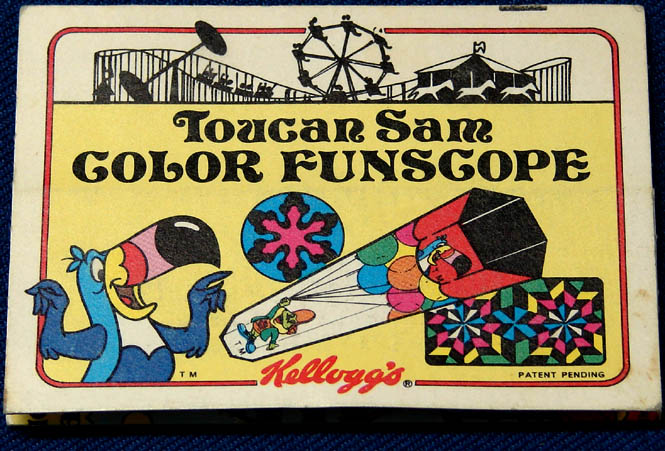 Toucan Sam
COLOR FUNSCOPE
TM
Kellogg's®
PATENT PENDING